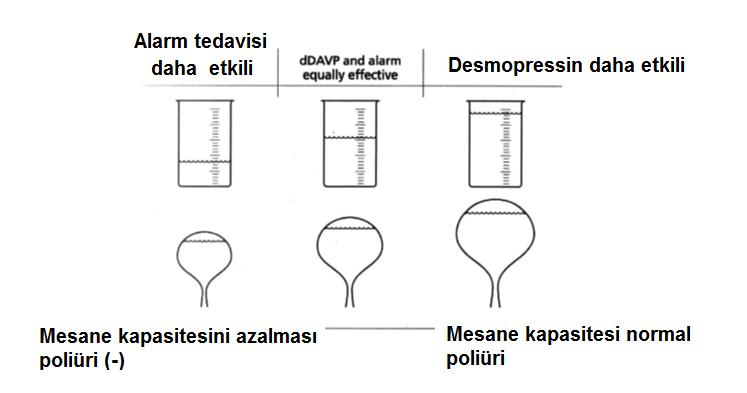 Alarm tedavisi
daha  etkili
dDAVP and alarm
equally effective
Desmopressin daha etkili
Mesane kapasitesini azalması
poliüri (-)
Mesane kapasitesi normal
poliüri